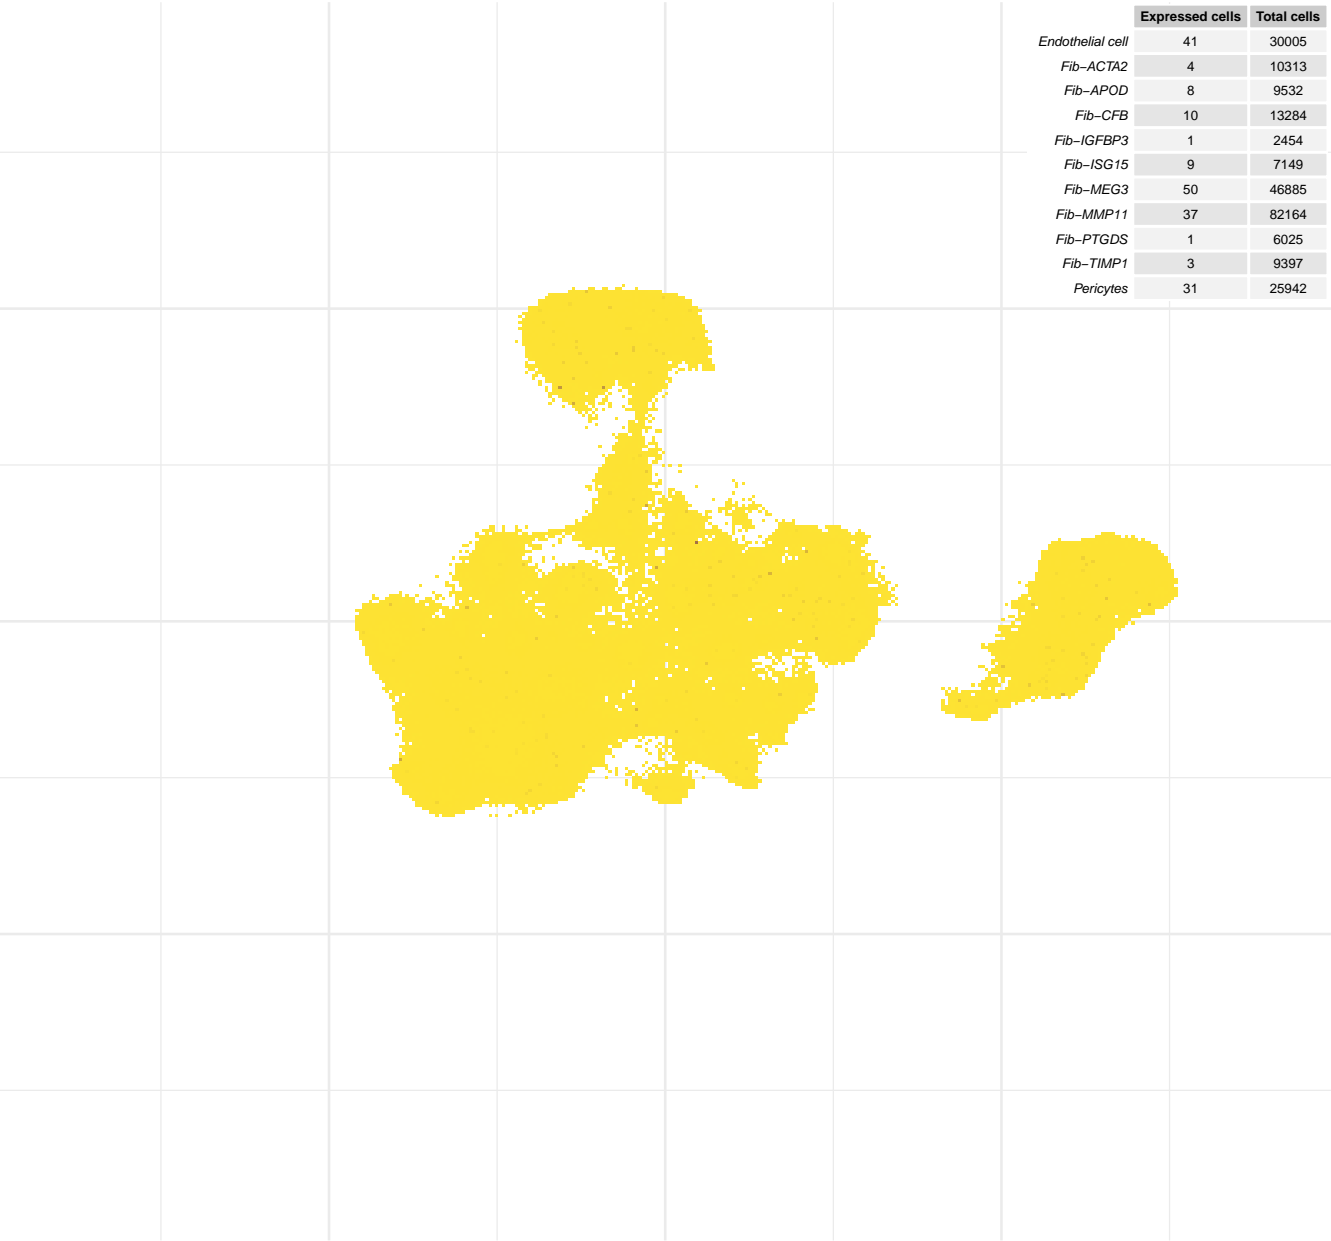 Expressed cells Total cells
Endothelial cell 41 30005
Fib−ACTA2 4 10313
Fib−APOD 8 9532
Fib−CFB 10 13284
Fib−IGFBP3 1 2454
Fib−ISG15 9 7149
Fib−MEG3 50 46885
Fib−MMP11 37 82164
Fib−PTGDS 1 6025
Fib−TIMP1 3 9397
Pericytes 31 25942